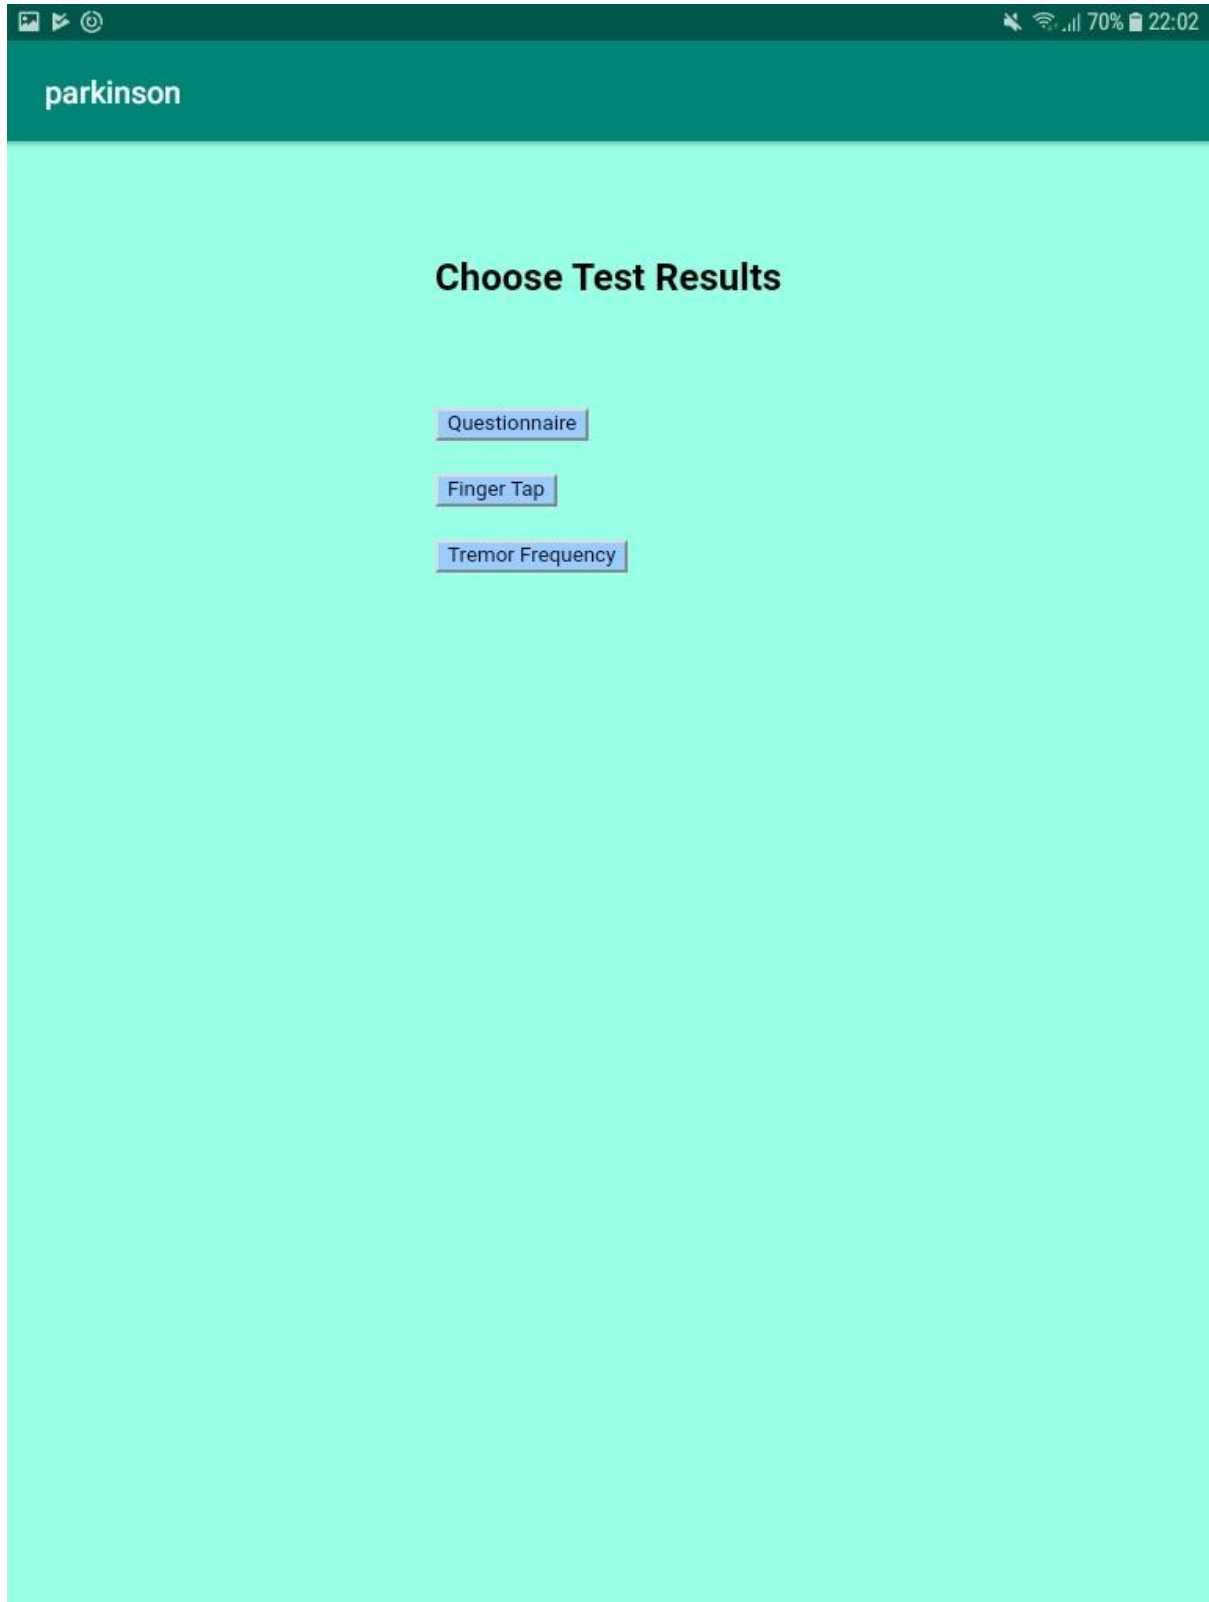 70% 22:02
parkinson
Choose Test Results
Questionnaire
Finger Tap
Tremor Frequency